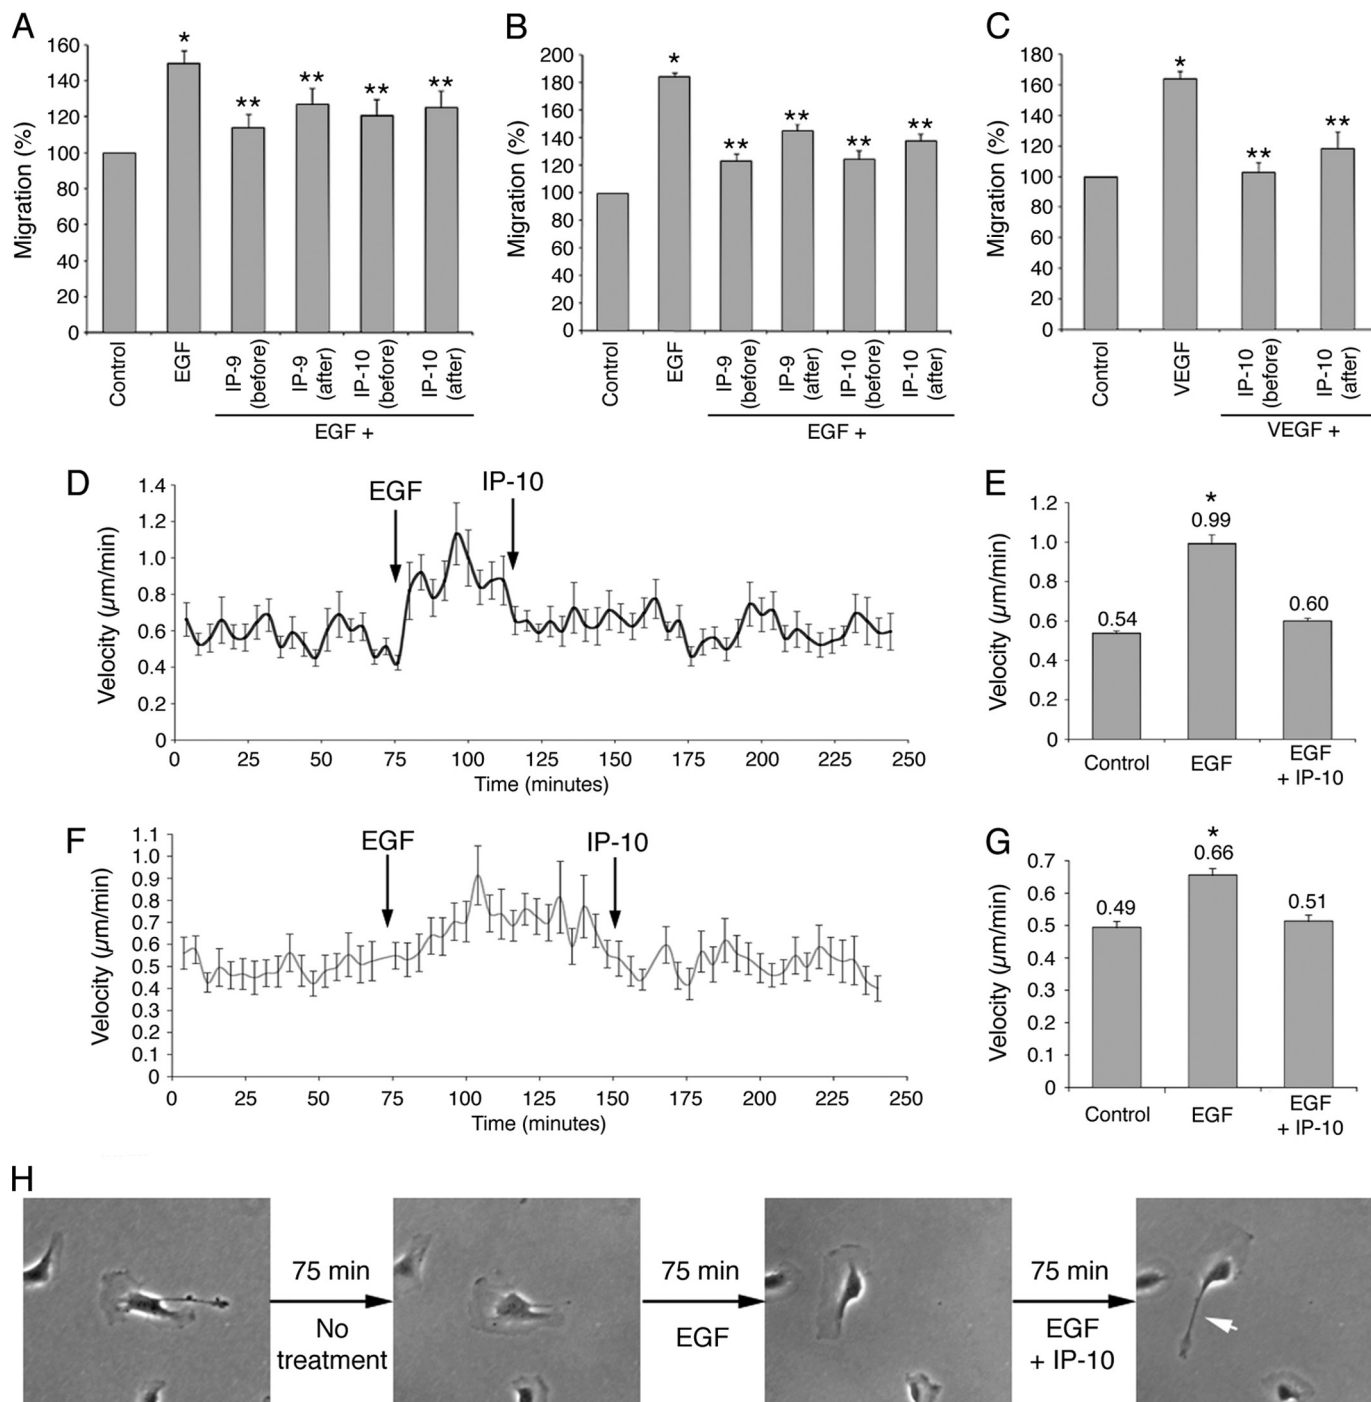 A
Migration (%)
160
140
120
100
80
60
40
20
0
*
**
**
**
**
Control
EGF
IP-9
(before)
IP-9
(after)
IP-10
(before)
IP-10
(after)
EGF +
B
Migration (%)
200
180
160
140
120
100
80
60
40
20
0
*
**
**
**
**
Control
EGF
IP-9
(before)
IP-9
(after)
IP-10
(before)
IP-10
(after)
EGF +
C
Migration (%)
180
160
140
120
100
80
60
40
20
0
*
**
**
Control
VEGF
IP-10
(before)
IP-10
(after)
VEGF +
D
Velocity (µm/min)
1.4
1.2
1.0
0.8
0.6
0.4
0.2
0
EGF
IP-10
0 25 50 75 100 125 150 175 200 225 250
Time (minutes)
E
Velocity (µm/min)
1.2
1.0
0.8
0.6
0.4
0.2
0
0.54
*
0.99
0.60
Control
EGF
EGF
+ IP-10
F
Velocity (µm/min)
1.1
1.0
0.9
0.8
0.7
0.6
0.5
0.4
0.3
0.2
0.1
0
EGF
IP-10
0 25 50 75 100 125 150 175 200 225 250
Time (minutes)
G
Velocity (µm/min)
0.7
0.6
0.5
0.4
0.3
0.2
0.1
0
0.49
*
0.66
0.51
Control
EGF
EGF
+ IP-10
H
75 min
No
treatment
75 min
EGF
75 min
EGF
+ IP-10